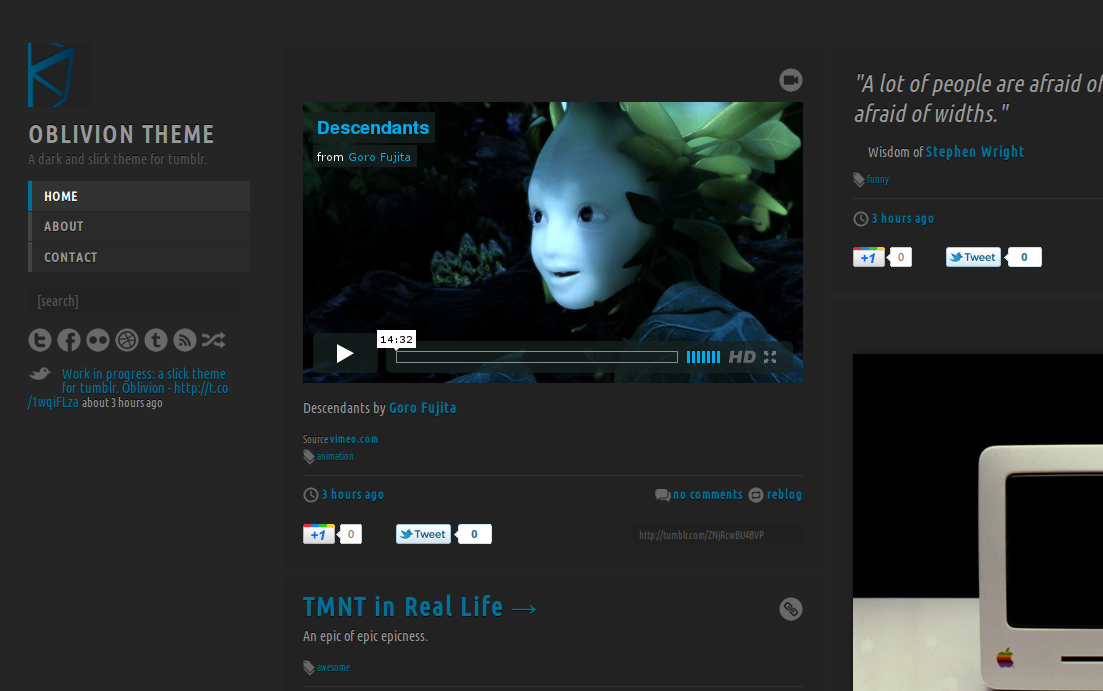 OBLIVION THEME
A dark and slick theme for tumblr.
HOME
ABOUT
CONTACT
[search]
Work in progress: a slick theme
for tumblr. Oblivion - http://t.co
/1wqiFLza about 3 hours ago
Descendants
from Goro Fujita
14:32
HD
Descendants by Goro Fujita
Source vimeo.com
animation
3 hours ago
no comments reblog
+1 0 Tweet 0
http://tumblr.com/ZNjRcwBU4BVP
TMNT in Real Life →
An epic of epic epicness.
awesome
"A lot of people are afraid of
afraid of widths."
Wisdom of Stephen Wright
funny
3 hours ago
+1 0 Tweet 0